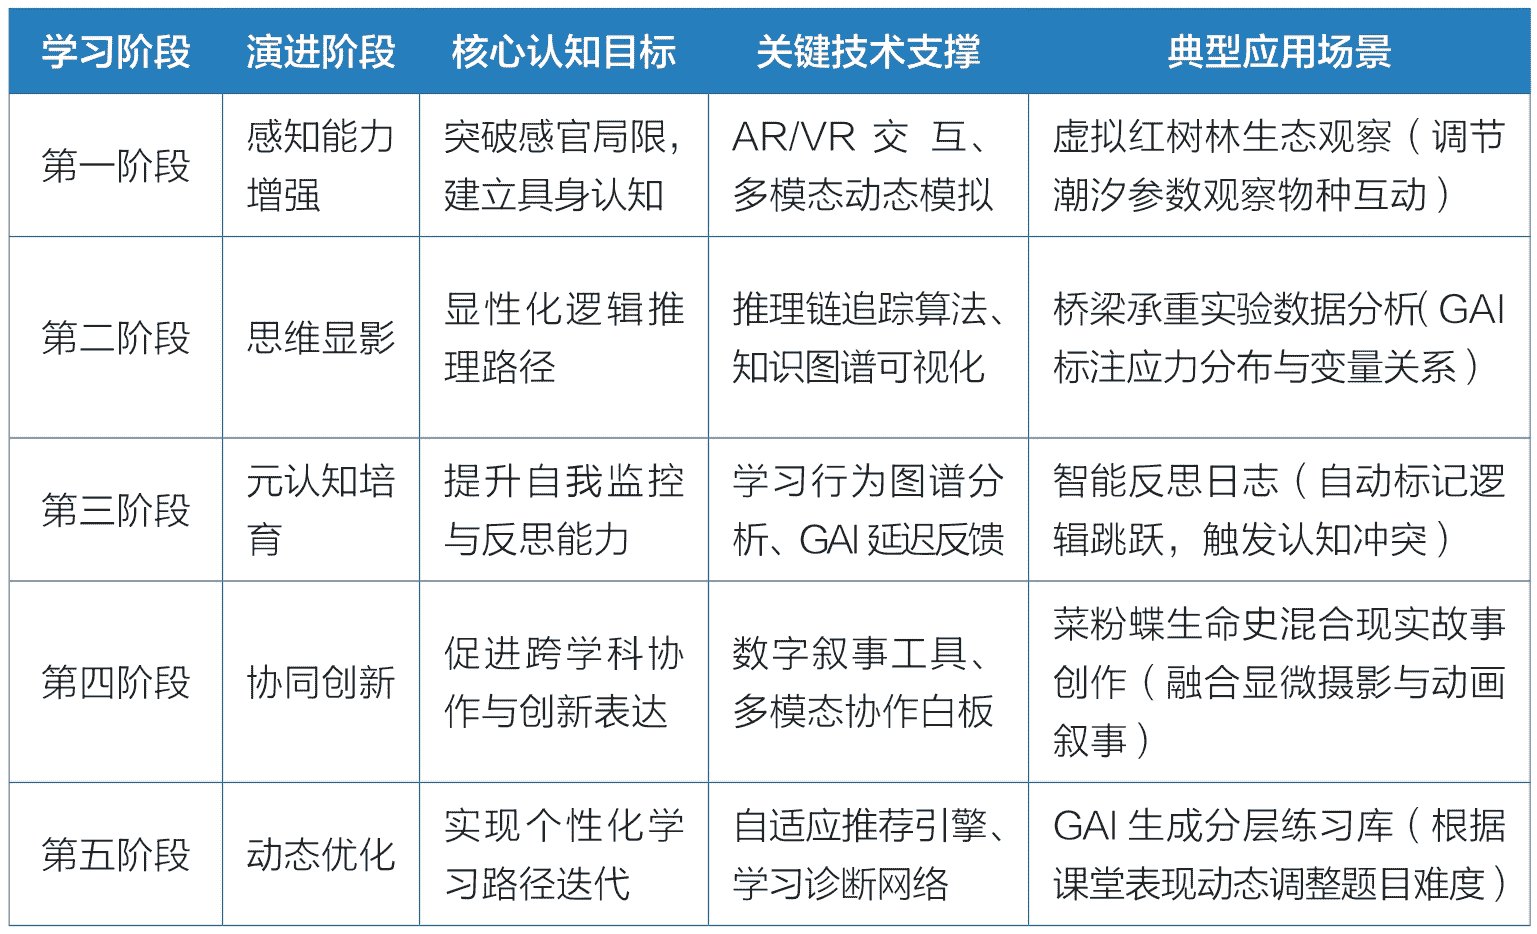 学习阶段 演进阶段 核心认知目标 关键技术支撑 典型应用场景
第一阶段
感知能力
增强
突破感官局限，
建立具身认知
AR/VR 交互、
多模态动态模拟
虚拟红树林生态观察（调节
潮汐参数观察物种互动）
第二阶段
思维显影
显性化逻辑推
理路径
推理链追踪算法、
知识图谱可视化
桥梁承重实验数据分析（GAI
标注应力分布与变量关系）
第三阶段
元认知培
育
提升自我监控
与反思能力
学习行为图谱分
析、GAI 延迟反馈
智能反思日志（自动标记逻
辑跳跃，触发认知冲突）
第四阶段
协同创新
促进跨学科协
作与创新表达
数字叙事工具、
多模态协作白板
菜粉蝶生命史混合现实故事
创作（融合显微摄影与动画
叙事）
第五阶段
动态优化
实现个性化学
习路径迭代
自适应推荐引擎、
学习诊断网络
GAI 生成分层练习库（根据
课堂表现动态调整题目难度）